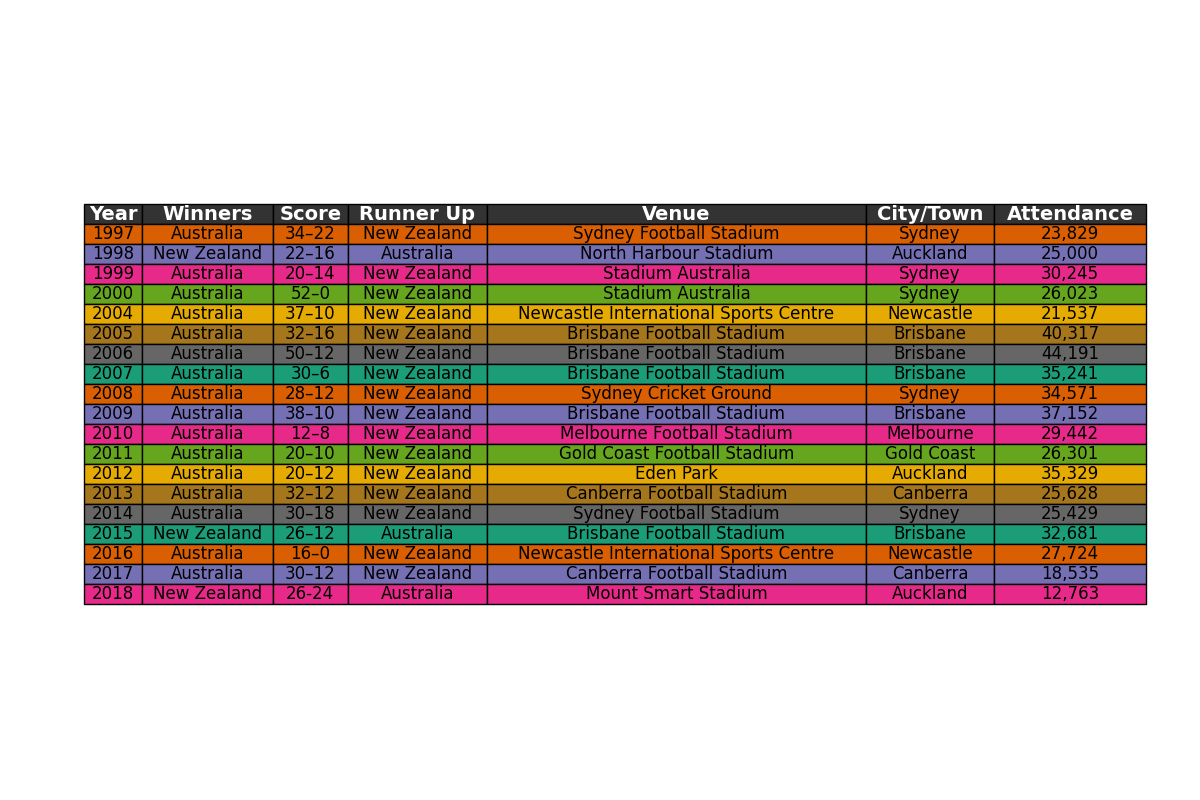 Year Winners Score Runner Up Venue City/Town Attendance
1997 Australia 34–22 New Zealand Sydney Football Stadium Sydney 23,829
1998 New Zealand 22–16 Australia North Harbour Stadium Auckland 25,000
1999 Australia 20–14 New Zealand Stadium Australia Sydney 30,245
2000 Australia 52–0 New Zealand Stadium Australia Sydney 26,023
2004 Australia 37–10 New Zealand Newcastle International Sports Centre Newcastle 21,537
2005 Australia 32–16 New Zealand Brisbane Football Stadium Brisbane 40,317
2006 Australia 50–12 New Zealand Brisbane Football Stadium Brisbane 44,191
2007 Australia 30–6 New Zealand Brisbane Football Stadium Brisbane 35,241
2008 Australia 28–12 New Zealand Sydney Cricket Ground Sydney 34,571
2009 Australia 38–10 New Zealand Brisbane Football Stadium Brisbane 37,152
2010 Australia 12–8 New Zealand Melbourne Football Stadium Melbourne 29,442
2011 Australia 20–10 New Zealand Gold Coast Football Stadium Gold Coast 26,301
2012 Australia 20–12 New Zealand Eden Park Auckland 35,329
2013 Australia 32–12 New Zealand Canberra Football Stadium Canberra 25,628
2014 Australia 30–18 New Zealand Sydney Football Stadium Sydney 25,429
2015 New Zealand 26–12 Australia Brisbane Football Stadium Brisbane 32,681
2016 Australia 16–0 New Zealand Newcastle International Sports Centre Newcastle 27,724
2017 Australia 30–12 New Zealand Canberra Football Stadium Canberra 18,535
2018 New Zealand 26-24 Australia Mount Smart Stadium Auckland 12,763